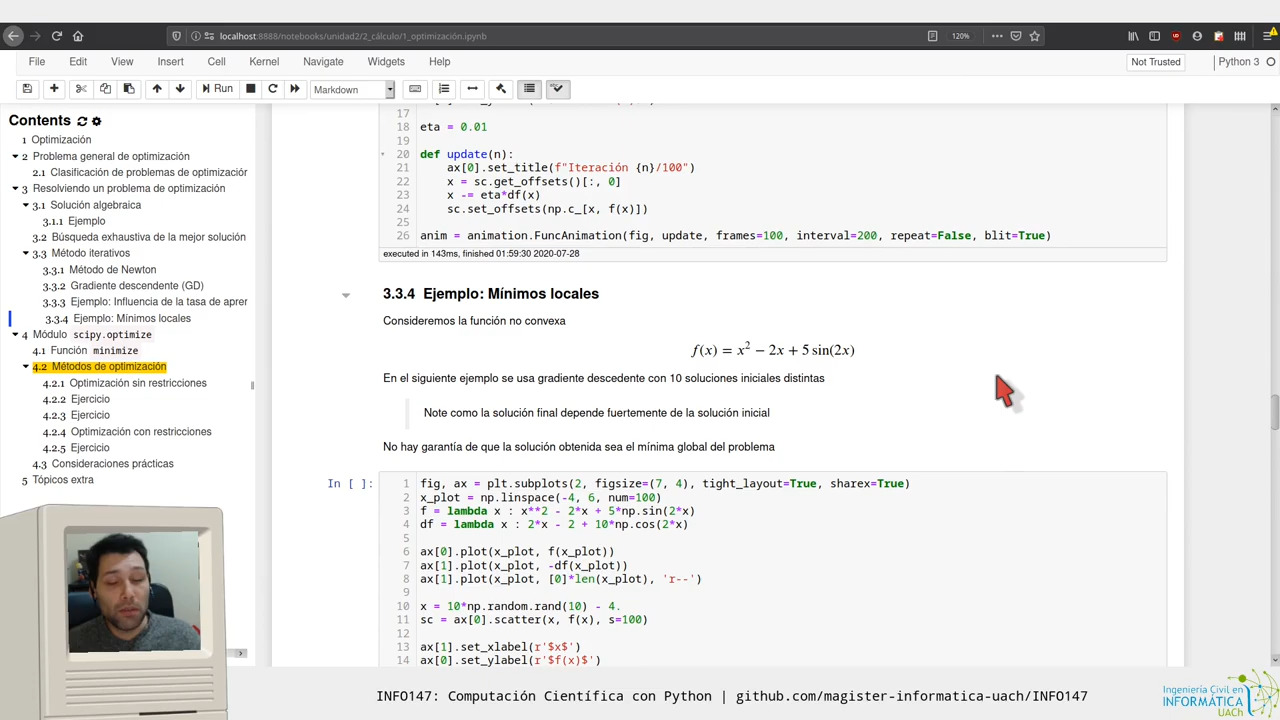 localhost:8888/notebooks/unidad2/2_cálculo/1_optimización.ipynb
120%
File Edit View Insert Cell Kernel Navigate Widgets Help
Not Trusted
Python 3
Run
Markdown
Contents
1 Optimización
2 Problema general de optimización
2.1 Clasificación de problemas de optimizaciór
3 Resolviendo un problema de optimización
3.1 Solución algebraica
3.1.1 Ejemplo
3.2 Búsqueda exhaustiva de la mejor solución
3.3 Método iterativos
3.3.1 Método de Newton
3.3.2 Gradiente descendente (GD)
3.3.3 Ejemplo: Influencia de la tasa de aprer
3.3.4 Ejemplo: Mínimos locales
4 Módulo scipy.optimize
4.1 Función minimize
4.2 Métodos de optimización
4.2.1 Optimización sin restricciones
4.2.2 Ejercicio
4.2.3 Ejercicio
4.2.4 Optimización con restricciones
4.2.5 Ejercicio
4.3 Consideraciones prácticas
5 Tópicos extra
17
18 eta = 0.01
19
20 def update(n):
21 ax[0].set_title(f"Iteración {n}/100")
22 x = sc.get_offsets()[:, 0]
23 x -= eta*df(x)
24 sc.set_offsets(np.c_[x, f(x)])
25
26 anim = animation.FuncAnimation(fig, update, frames=100, interval=200, repeat=False, blit=True)
executed in 143ms, finished 01:59:30 2020-07-28
3.3.4 Ejemplo: Mínimos locales
Consideremos la función no convexa
f(x) = x² − 2x + 5 sin(2x)
En el siguiente ejemplo se usa gradiente descedente con 10 soluciones iniciales distintas
Note como la solución final depende fuertemente de la solución inicial
No hay garantía de que la solución obtenida sea el mínima global del problema
In [ ]:
1 fig, ax = plt.subplots(2, figsize=(7, 4), tight_layout=True, sharex=True)
2 x_plot = np.linspace(-4, 6, num=100)
3 f = lambda x : x**2 - 2*x + 5*np.sin(2*x)
4 df = lambda x : 2*x - 2 + 10*np.cos(2*x)
5
6 ax[0].plot(x_plot, f(x_plot))
7 ax[1].plot(x_plot, -df(x_plot))
8 ax[1].plot(x_plot, [0]*len(x_plot), 'r--')
9
10 x = 10*np.random.rand(10) - 4.
11 sc = ax[0].scatter(x, f(x), s=100)
12
13 ax[1].set_xlabel(r'$x$')
14 ax[0].set_ylabel(r'$f(x)$')
INFO147: Computación Científica con Python | github.com/magister-informatica-uach/INFO147
Ingeniería Civil en
INFORMÁTICA
UACh